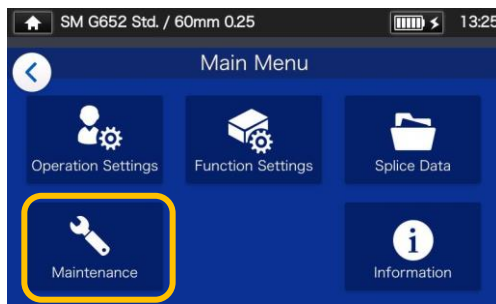 SM G652 Std. / 60mm 0.25 13:25
Main Menu
Operation Settings Function Settings Splice Data
Maintenance Information